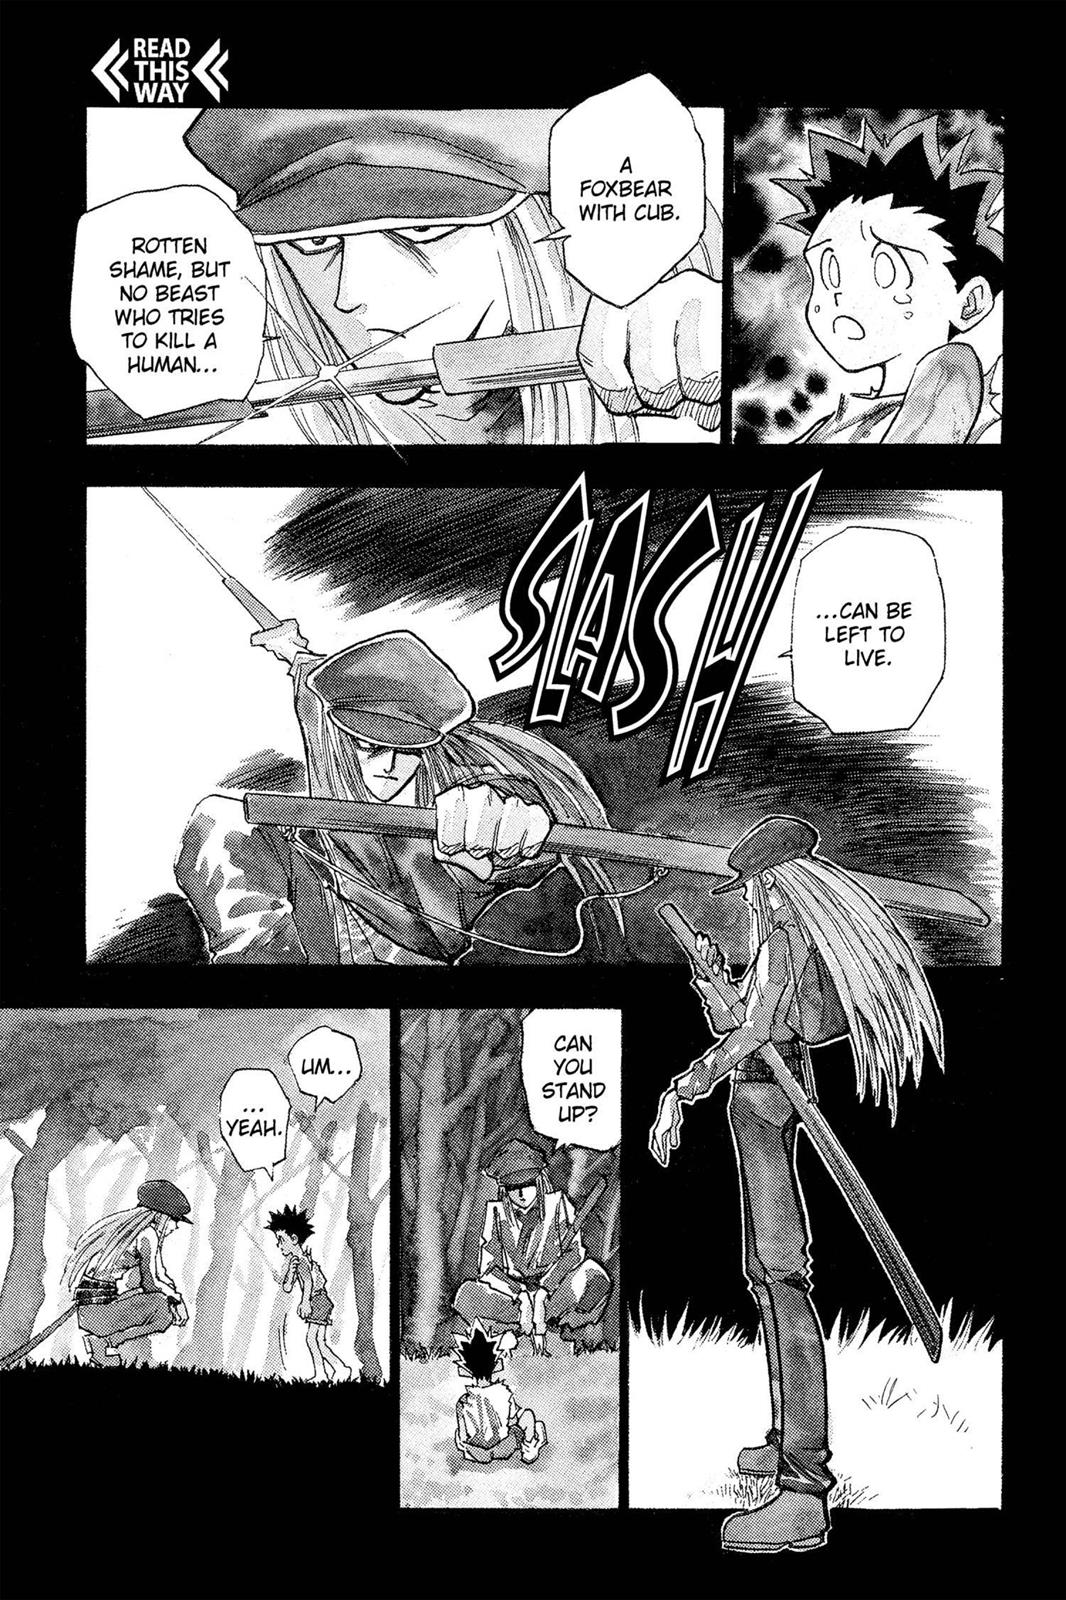 READ
THIS
WAY
A
FOXBEAR
WITH CUB.
ROTTEN
SHAME, BUT
NO BEAST
WHO TRIES
TO KILL A
HUMAN...
...CAN BE
LEFT TO
LIVE.
SLASH
CAN
YOU
STAND
UP?
UM...
...
YEAH.